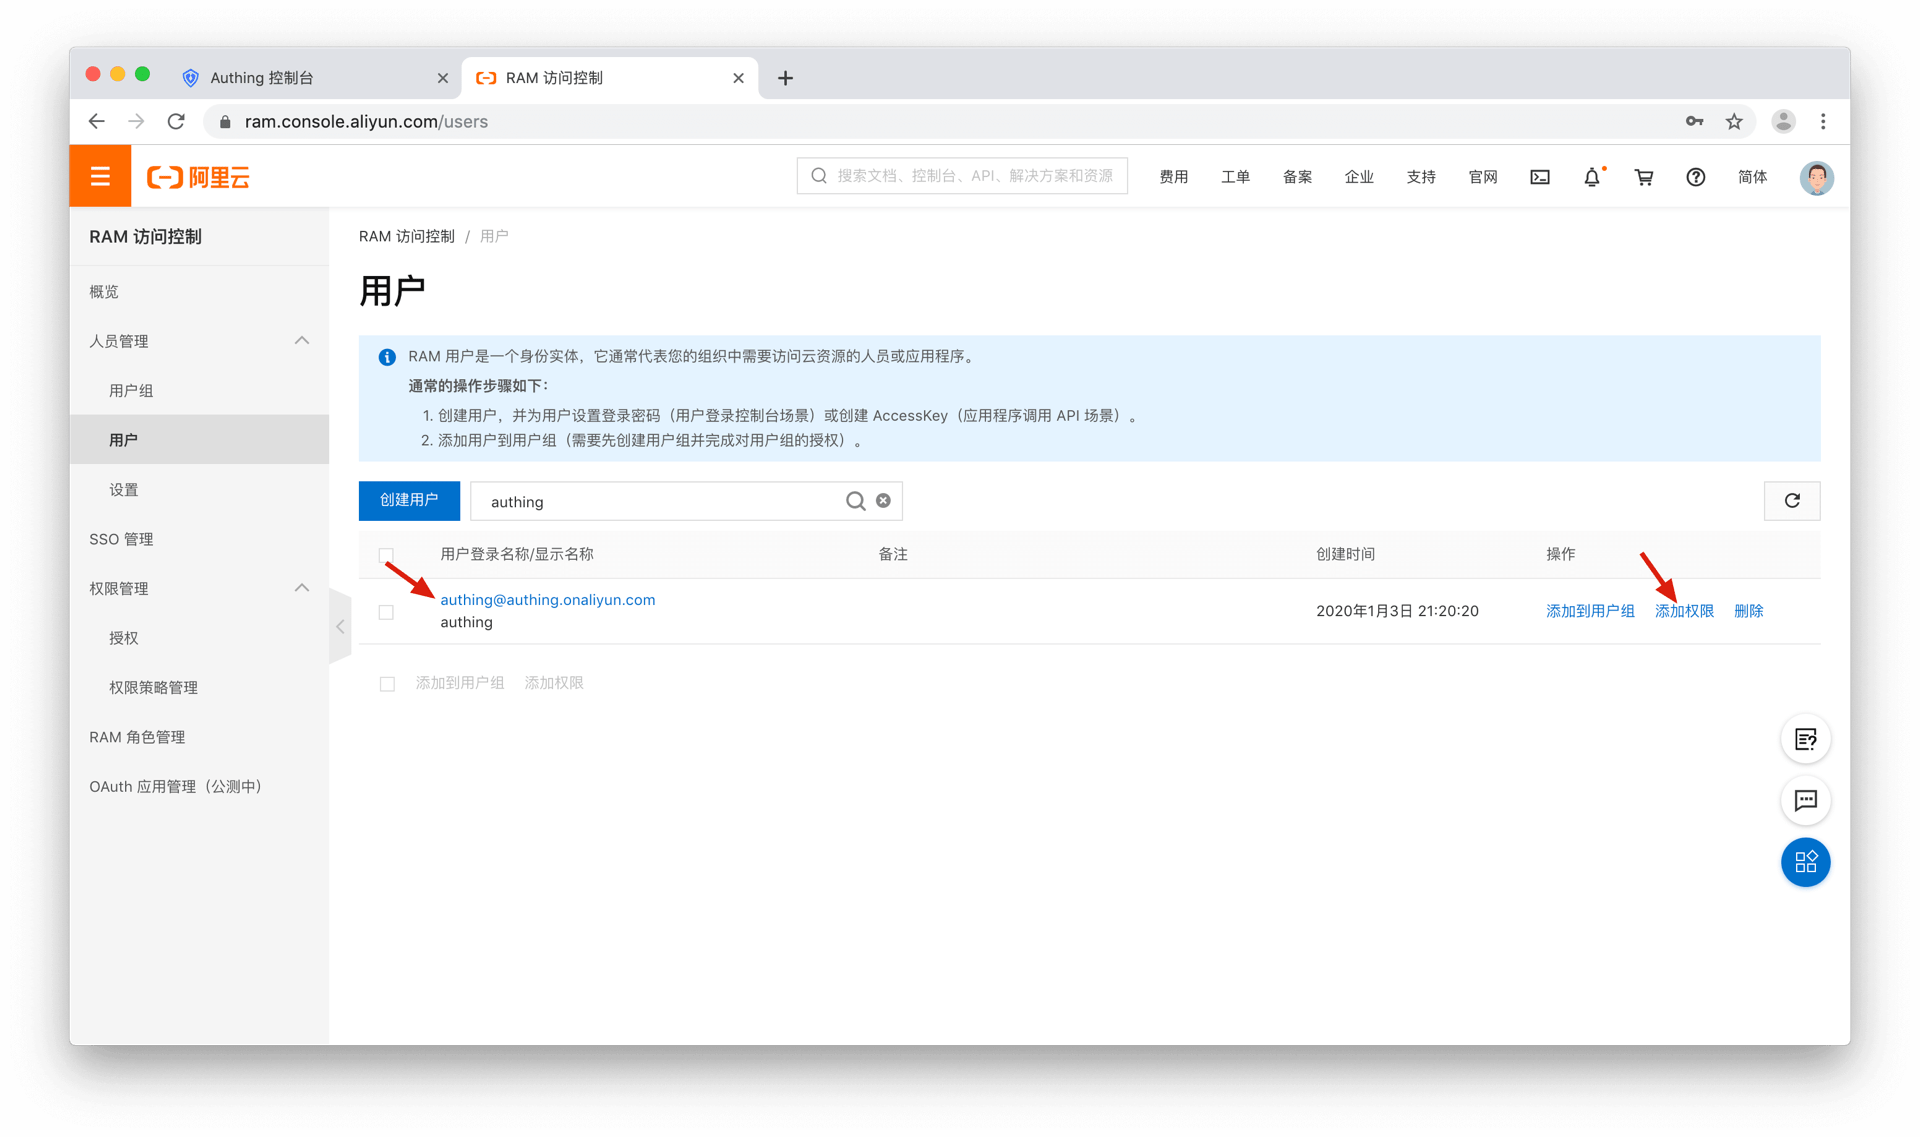 Authing 控制台
RAM 访问控制
ram.console.aliyun.com/users
阿里云
搜索文档、控制台、API、解决方案和资源
费用
工单
备案
企业
支持
官网
简体
RAM 访问控制
概览
人员管理
用户组
用户
设置
SSO 管理
权限管理
授权
权限策略管理
RAM 角色管理
OAuth 应用管理（公测中）
RAM 访问控制 / 用户
用户
RAM 用户是一个身份实体，它通常代表您的组织中需要访问云资源的人员或应用程序。
通常的操作步骤如下：
1. 创建用户，并为用户设置登录密码（用户登录控制台场景）或创建 AccessKey（应用程序调用 API 场景）。
2. 添加用户到用户组（需要先创建用户组并完成对用户组的授权）。
创建用户
authing
用户登录名称/显示名称 备注 创建时间 操作
authing@authing.onaliyun.com
authing
2020年1月3日 21:20:20
添加到用户组 添加权限 删除
添加到用户组 添加权限